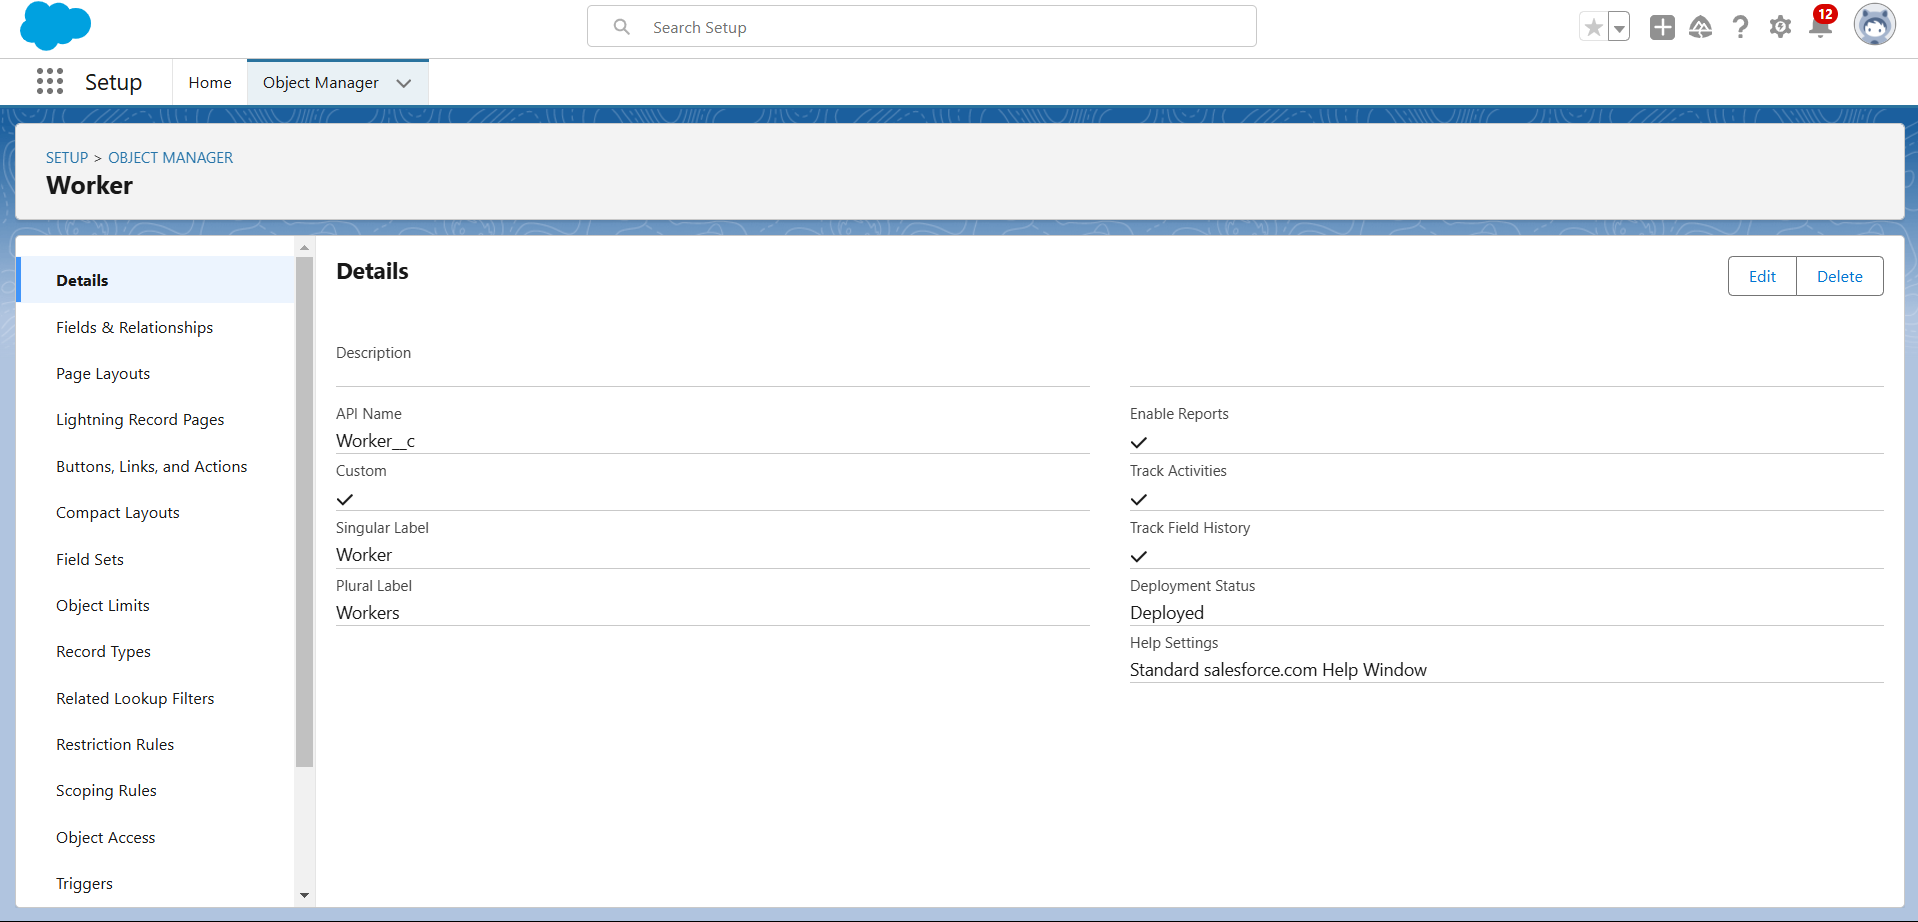 Search Setup
12
Setup
Home
Object Manager
SETUP > OBJECT MANAGER
Worker
Details
Fields & Relationships
Page Layouts
Lightning Record Pages
Buttons, Links, and Actions
Compact Layouts
Field Sets
Object Limits
Record Types
Related Lookup Filters
Restriction Rules
Scoping Rules
Object Access
Triggers
Details
Edit
Delete
Description
API Name
Worker__c
Custom
Singular Label
Worker
Plural Label
Workers
Enable Reports
Track Activities
Track Field History
Deployment Status
Deployed
Help Settings
Standard salesforce.com Help Window